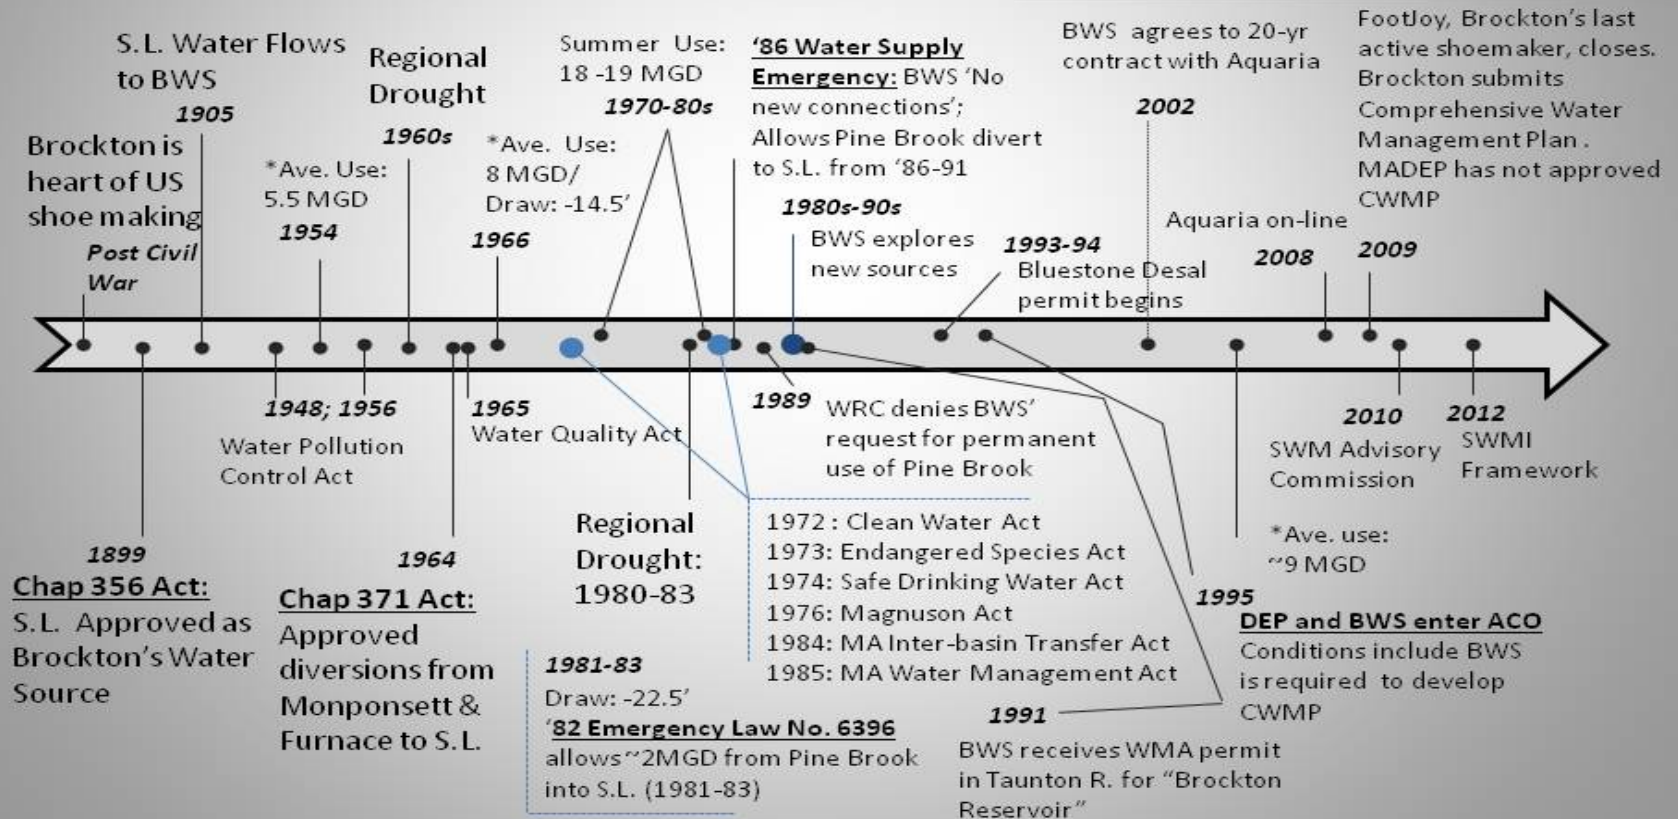 S.L. Water Flows
to BWS
1905
Brockton is
heart of US
shoe making
Post Civil
War
Regional
Drought
1960s
*Ave. Use:
5.5 MGD
1954
Summer Use:
18 -19 MGD
1970-80s
*Ave. Use:
8 MGD/
Draw: -14.5’
1966
‘86 Water Supply
Emergency: BWS ‘No
new connections’;
Allows Pine Brook divert
to S.L. from ‘86-91
1980s-90s
BWS explores
new sources
1993-94
Bluestone Desal
permit begins
BWS agrees to 20-yr
contract with Aquaria
2002
Aquaria on-line
2008
FootJoy, Brockton’s last
active shoemaker, closes.
Brockton submits
Comprehensive Water
Management Plan .
MADEP has not approved
CWMP
2009
1899
Chap 356 Act:
S.L. Approved as
Brockton’s Water
Source
1948; 1956
Water Pollution
Control Act
1964
Chap 371 Act:
Approved
diversions from
Monponsett &
Furnace to S.L.
1965
Water Quality Act
Regional
Drought:
1980-83
1981-83
Draw: -22.5’
‘82 Emergency Law No. 6396
allows ~2MGD from Pine Brook
into S.L. (1981-83)
1972 : Clean Water Act
1973: Endangered Species Act
1974: Safe Drinking Water Act
1976: Magnuson Act
1984: MA Inter-basin Transfer Act
1985: MA Water Management Act
1989
WRC denies BWS’
request for permanent
use of Pine Brook
1991
BWS receives WMA permit
in Taunton R. for “Brockton
Reservoir”
1995
DEP and BWS enter ACO
Conditions include BWS
is required to develop
CWMP
*Ave. use:
~9 MGD
2010
SWM Advisory
Commission
2012
SWMI
Framework